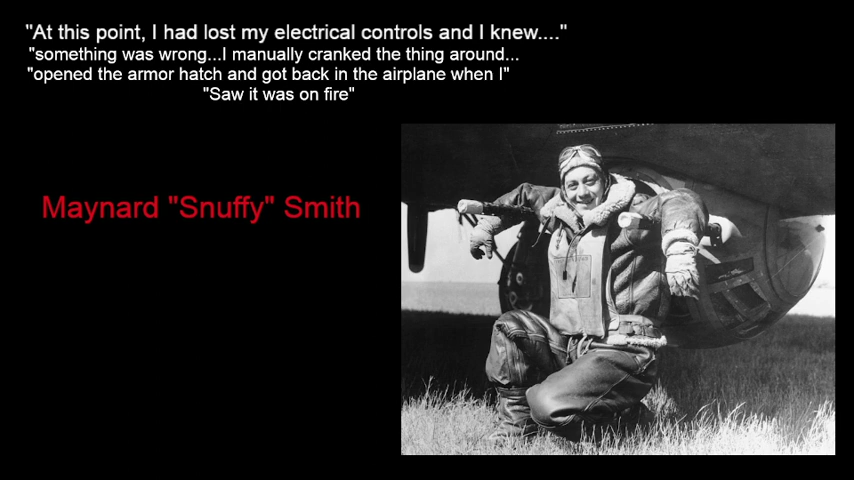 "At this point, I had lost my electrical controls and I knew...."
"something was wrong...I manually cranked the thing around...
"opened the armor hatch and got back in the airplane when I"
"Saw it was on fire"
Maynard "Snuffy" Smith